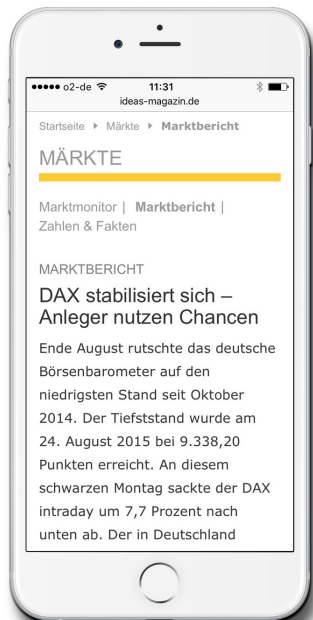 o2-de 11:31
ideas-magazin.de
Startseite Märkte Marktbericht
MÄRKTE
Marktmonitor | Marktbericht |
Zahlen & Fakten
MARKTBERICHT
DAX stabilisiert sich –
Anleger nutzen Chancen
Ende August rutschte das deutsche
Börsenbarometer auf den
niedrigsten Stand seit Oktober
2014. Der Tiefststand wurde am
24. August 2015 bei 9.338,20
Punkten erreicht. An diesem
schwarzen Montag sackte der DAX
intraday um 7,7 Prozent nach
unten ab. Der in Deutschland